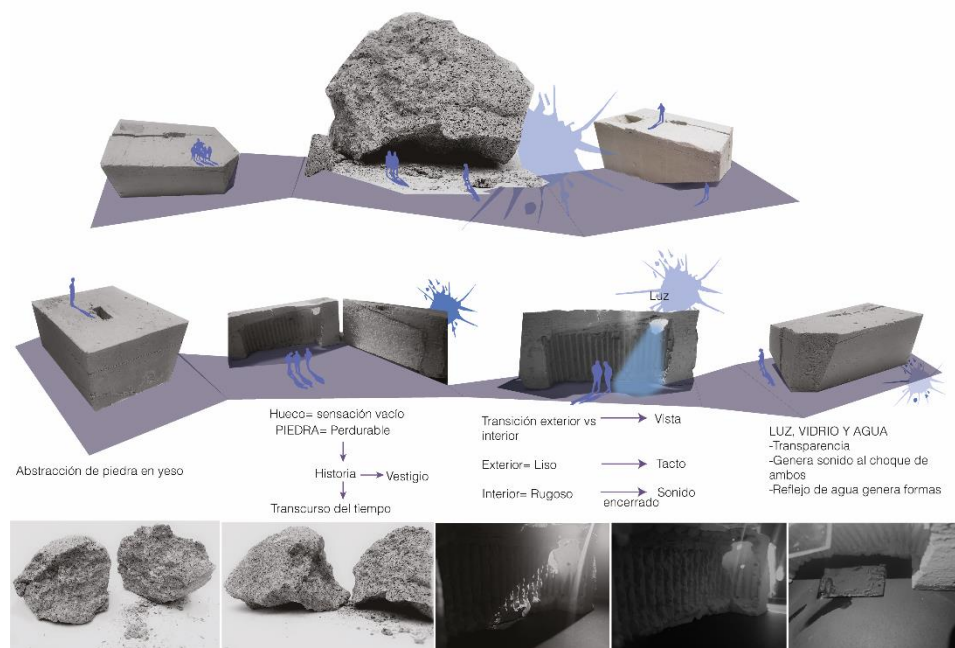 Luz
Abstracción de piedra en yeso
Hueco= sensación vacío
PIEDRA= Perdurable
Historia
Vestigio
Transcurso del tiempo
Transición exterior vs
interior
Vista
Exterior= Liso
Tacto
Interior= Rugoso
Sonido
encerrado
LUZ, VIDRIO Y AGUA
-Transparencia
-Genera sonido al choque de
ambos
-Reflejo de agua genera formas